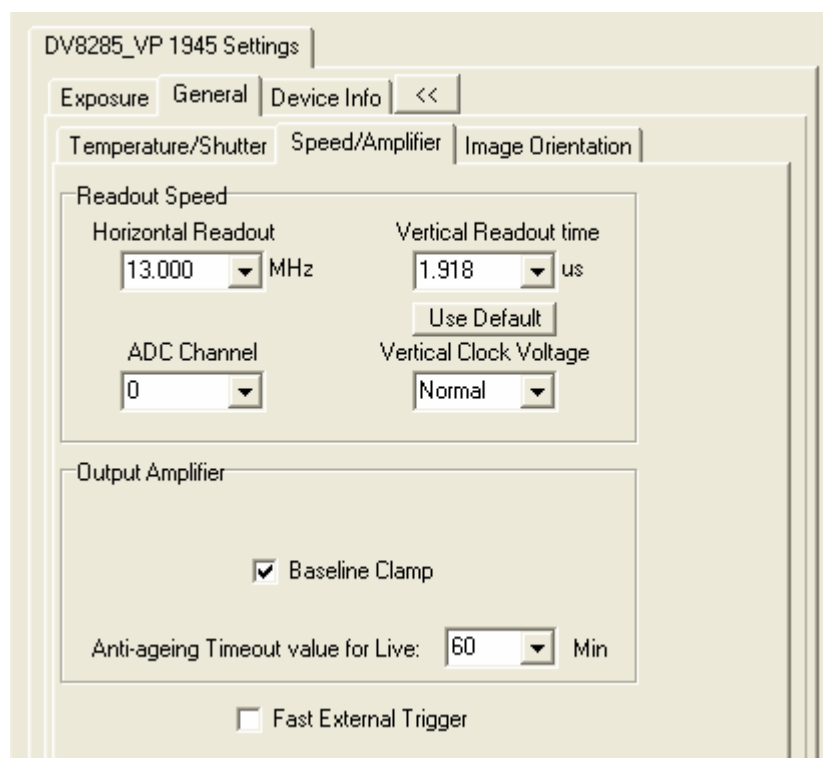 DV8285_VP 1945 Settings
Exposure General Device Info <<
Temperature/Shutter Speed/Amplifier Image Orientation
Readout Speed
Horizontal Readout Vertical Readout time
13.000 MHz 1.918 us
Use Default
ADC Channel Vertical Clock Voltage
0 Normal
Output Amplifier
Baseline Clamp
Anti-ageing Timeout value for Live: 60 Min
Fast External Trigger